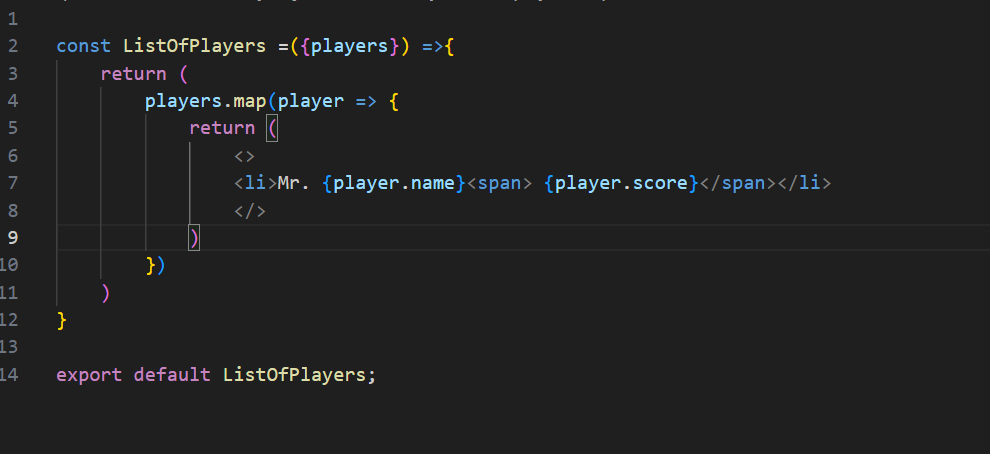 1
2 const ListOfPlayers =({players}) =>{
3 return (
4 players.map(player => {
5 return (
6 <>
7 <li>Mr. {player.name}<span> {player.score}</span></li>
8 </>
9 )
10 })
11 )
12 }
13
14 export default ListOfPlayers;